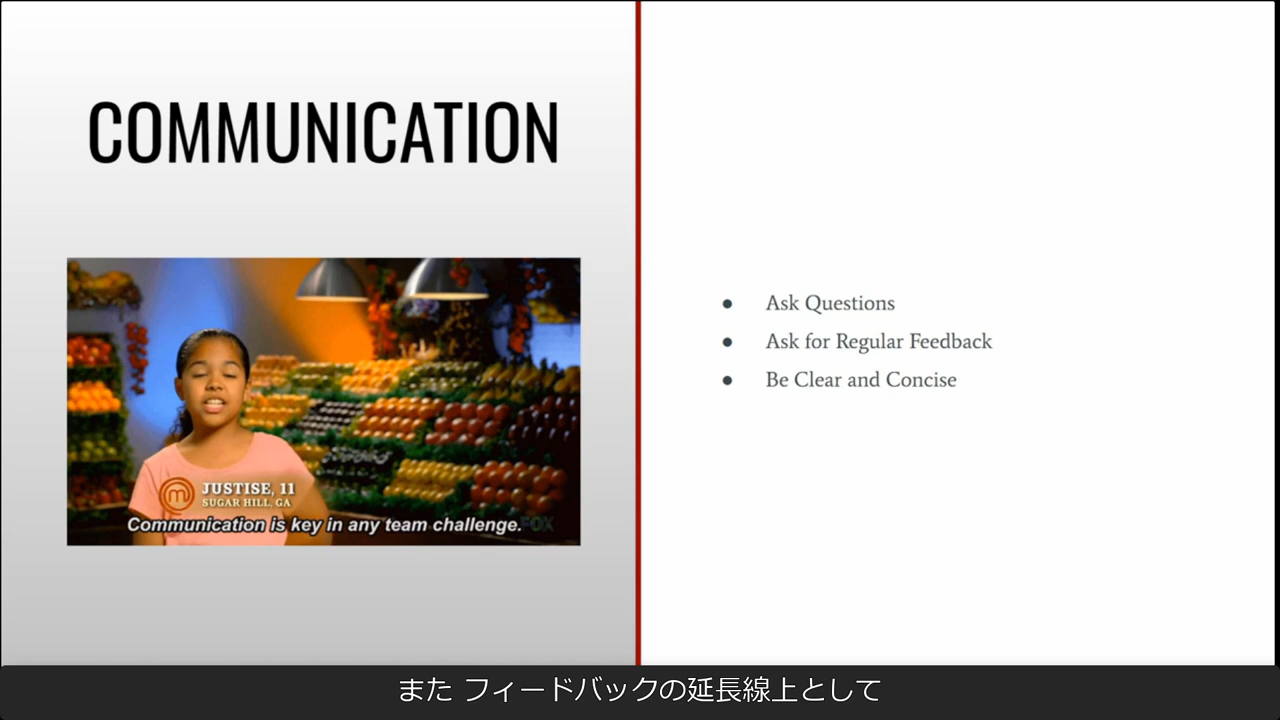 COMMUNICATION
JUSTISE, 11
SUGAR HILL, GA
Communication is key in any team challenge.
FOX
● Ask Questions
● Ask for Regular Feedback
● Be Clear and Concise
また フィードバックの延長線上として